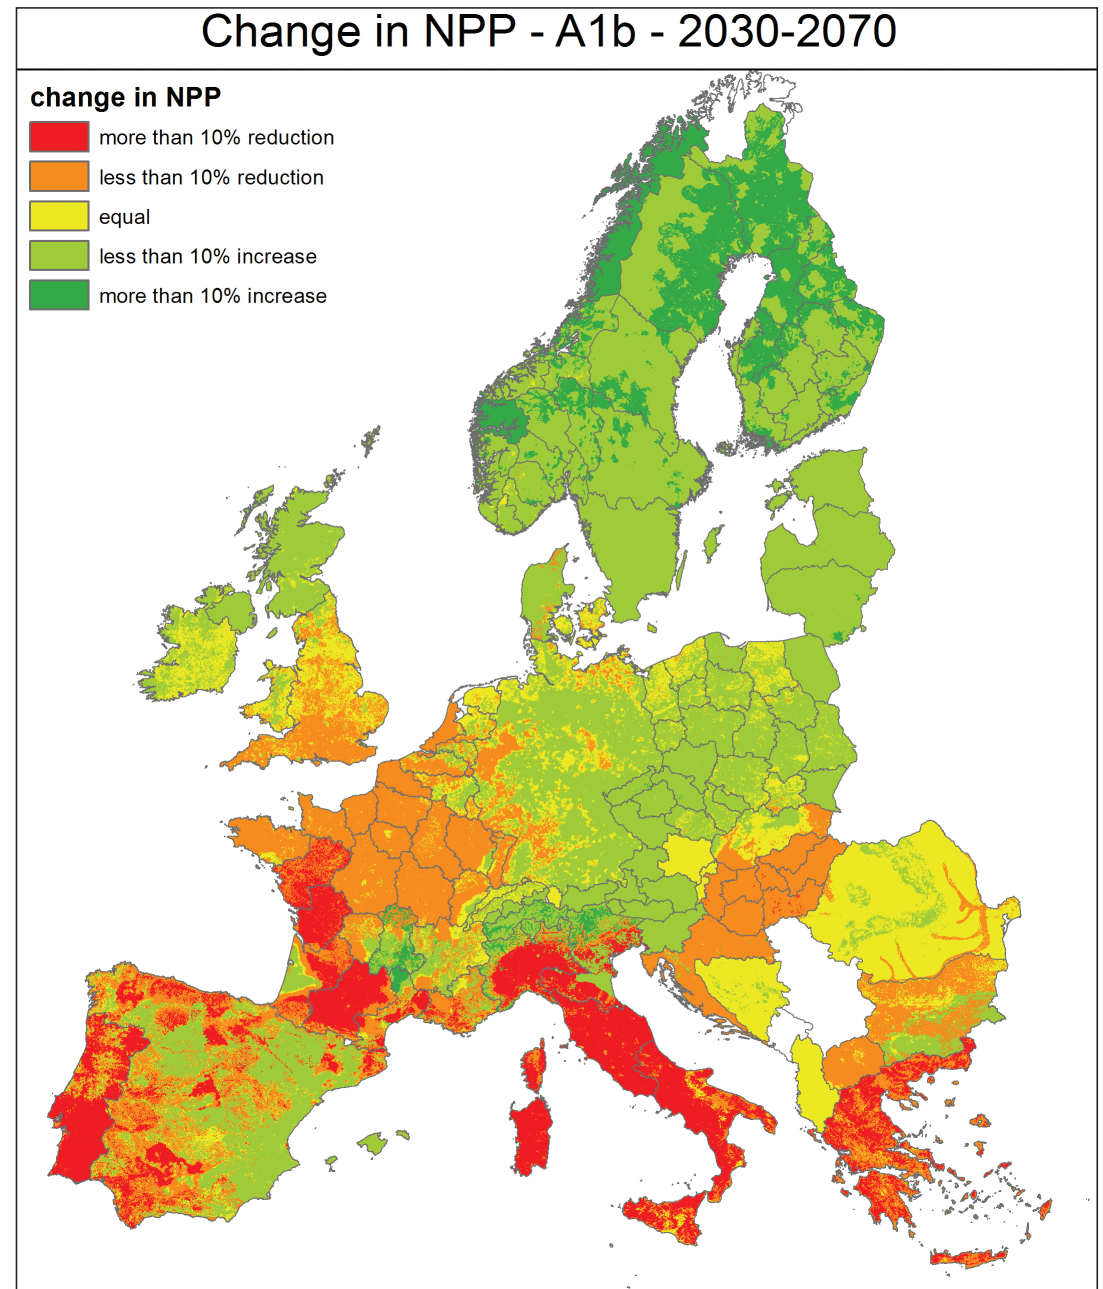 Change in NPP - A1b - 2030-2070
change in NPP
more than 10% reduction
less than 10% reduction
equal
less than 10% increase
more than 10% increase